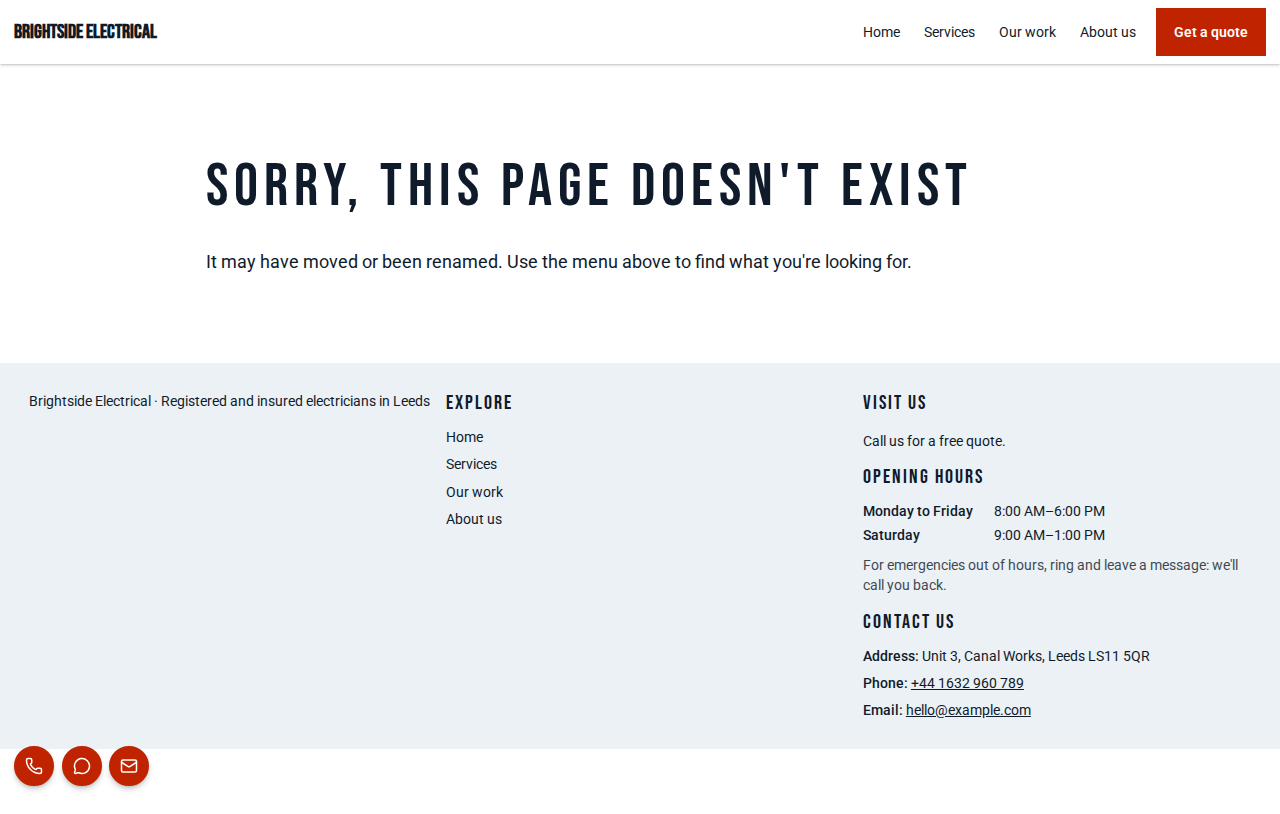 BRIGHTSIDE ELECTRICAL
Home
Services
Our work
About us
Get a quote
SORRY, THIS PAGE DOESN'T EXIST
It may have moved or been renamed. Use the menu above to find what you're looking for.
Brightside Electrical · Registered and insured electricians in Leeds
EXPLORE
Home
Services
Our work
About us
VISIT US
Call us for a free quote.
OPENING HOURS
Monday to Friday 8:00 AM–6:00 PM
Saturday 9:00 AM–1:00 PM
For emergencies out of hours, ring and leave a message: we'll
call you back.
CONTACT US
Address: Unit 3, Canal Works, Leeds LS11 5QR
Phone: +44 1632 960 789
Email: hello@example.com